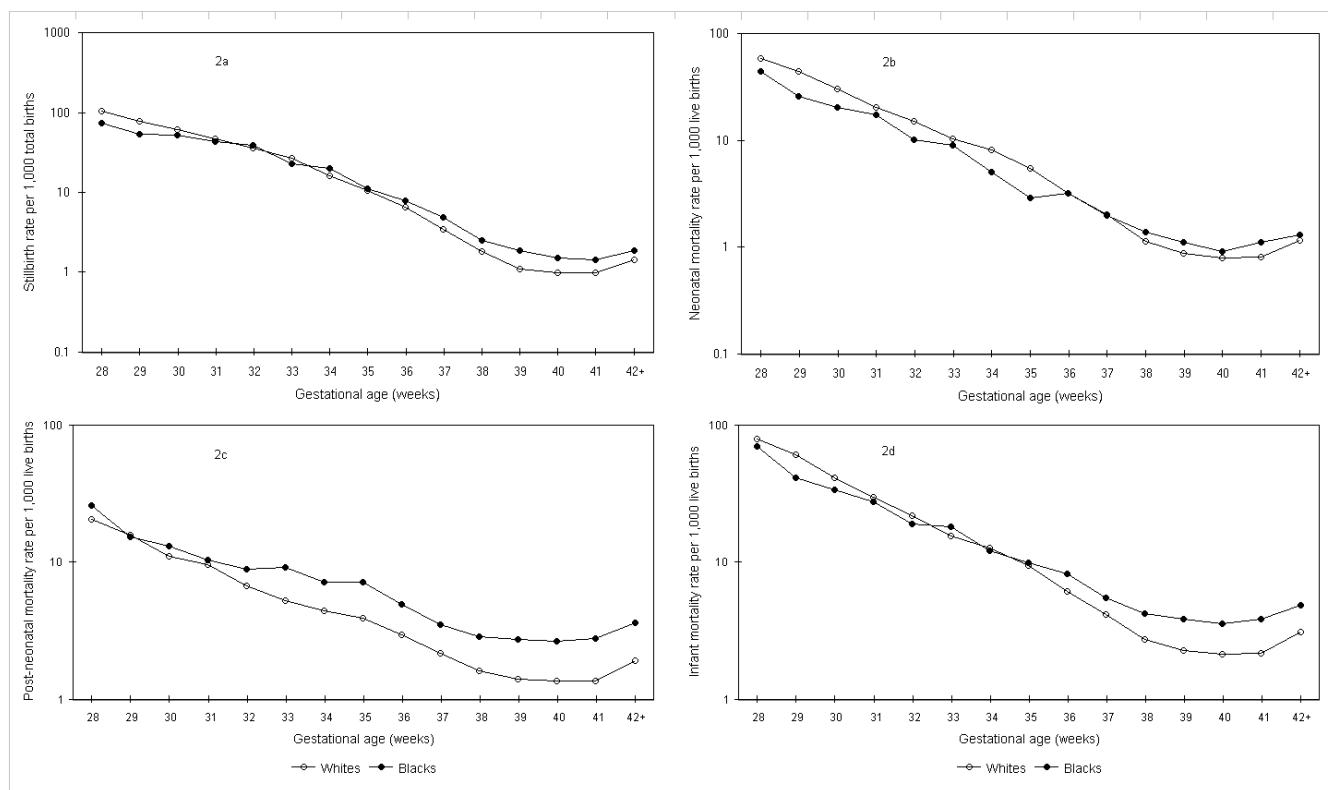 2a
Stillbirth rate per 1,000 total births
1000
100
10
1
0.1
28 29 30 31 32 33 34 35 36 37 38 39 40 41 42+
Gestational age (weeks)
2b
Neonatal mortality rate per 1,000 live births
100
10
1
0.1
28 29 30 31 32 33 34 35 36 37 38 39 40 41 42+
Gestational age (weeks)
2c
Post-neonatal mortality rate per 1,000 live births
100
10
1
28 29 30 31 32 33 34 35 36 37 38 39 40 41 42+
Gestational age (weeks)
Whites Blacks
2d
Infant mortality rate per 1,000 live births
100
10
1
28 29 30 31 32 33 34 35 36 37 38 39 40 41 42+
Gestational age (weeks)
Whites Blacks